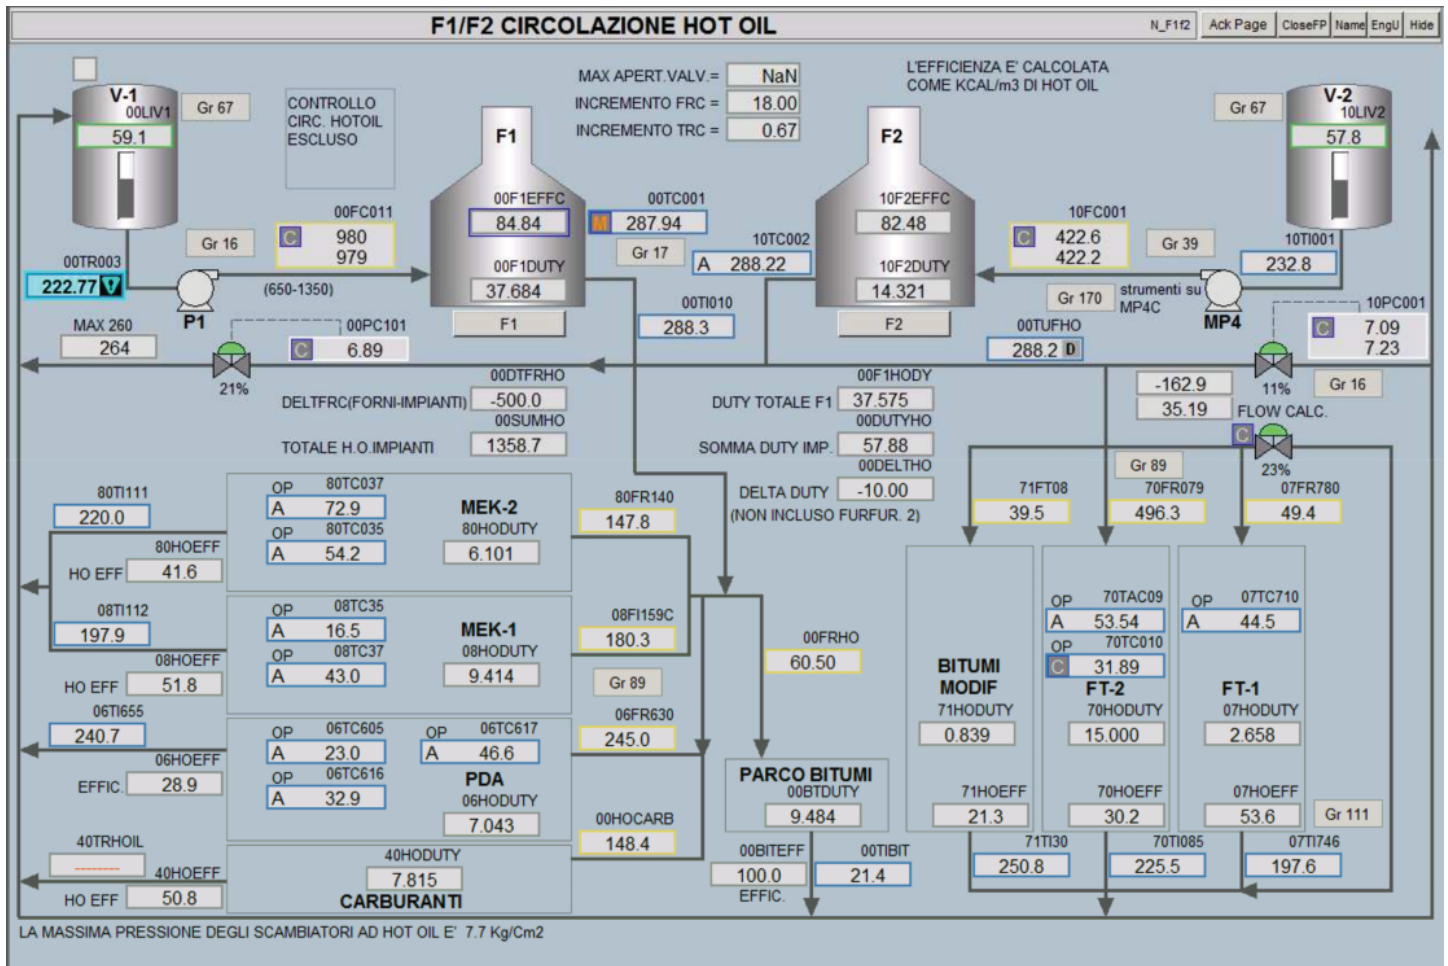 F1/F2 CIRCOLAZIONE HOT OIL
N_F1f2
Ack Page
CloseFP
Name
EngU
Hide
V-1
00LIV1
59.1
Gr 67
CONTROLLO
CIRC. HOTOIL
ESCLUSO
MAX APERT.VALV.= NaN
INCREMENTO FRC = 18.00
INCREMENTO TRC = 0.67
L'EFFICIENZA E' CALCOLATA
COME KCAL/m3 DI HOT OIL
Gr 67
V-2
10LIV2
57.8
F1
00F1EFFC
84.84
00F1DUTY
37.684
F1
F2
10F2EFFC
82.48
10F2DUTY
14.321
F2
00FC011
C 980
979
(650-1350)
Gr 16
00TR003
222.77
P1
00TC001
M 287.94
Gr 17
10TC002
A 288.22
00TI010
288.3
10FC001
C 422.6
422.2
Gr 39
10TI001
232.8
Gr 170
strumenti su
MP4C
MP4
10PC001
C 7.09
7.23
MAX 260
264
21%
00PC101
C 6.89
00TUFHO
288.2 D
11%
Gr 16
-162.9
35.19
FLOW CALC.
C
23%
00DTFRHO
DELTFRC(FORNI-IMPIANTI) -500.0
00SUMHO
TOTALE H.O.IMPIANTI 1358.7
00F1HODY
DUTY TOTALE F1 37.575
00DUTYHO
SOMMA DUTY IMP. 57.88
00DELTHO
DELTA DUTY -10.00
(NON INCLUSO FURFUR. 2)
Gr 89
71FT08
39.5
70FR079
496.3
07FR780
49.4
80TI111
220.0
80HOEFF
HO EFF 41.6
OP 80TC037
A 72.9
OP 80TC035
A 54.2
MEK-2
80HODUTY
6.101
80FR140
147.8
08TI112
197.9
08HOEFF
HO EFF 51.8
OP 08TC35
A 16.5
OP 08TC37
A 43.0
MEK-1
08HODUTY
9.414
08FI159C
180.3
Gr 89
00FRHO
60.50
06TI655
240.7
06HOEFF
EFFIC. 28.9
OP 06TC605
A 23.0
OP 06TC616
A 32.9
OP 06TC617
A 46.6
PDA
06HODUTY
7.043
06FR630
245.0
40TRHOIL
--------
40HOEFF
HO EFF 50.8
40HODUTY
7.815
CARBURANTI
00HOCARB
148.4
PARCO BITUMI
00BTDUTY
9.484
00BITEFF
100.0
EFFIC.
00TIBIT
21.4
BITUMI
MODIF
71HODUTY
0.839
71HOEFF
21.3
71TI30
250.8
OP 70TAC09
A 53.54
OP 70TC010
C 31.89
FT-2
70HODUTY
15.000
70HOEFF
30.2
70TI085
225.5
OP 07TC710
A 44.5
FT-1
07HODUTY
2.658
07HOEFF
53.6
Gr 111
07TI746
197.6
LA MASSIMA PRESSIONE DEGLI SCAMBIATORI AD HOT OIL E' 7.7 Kg/Cm2